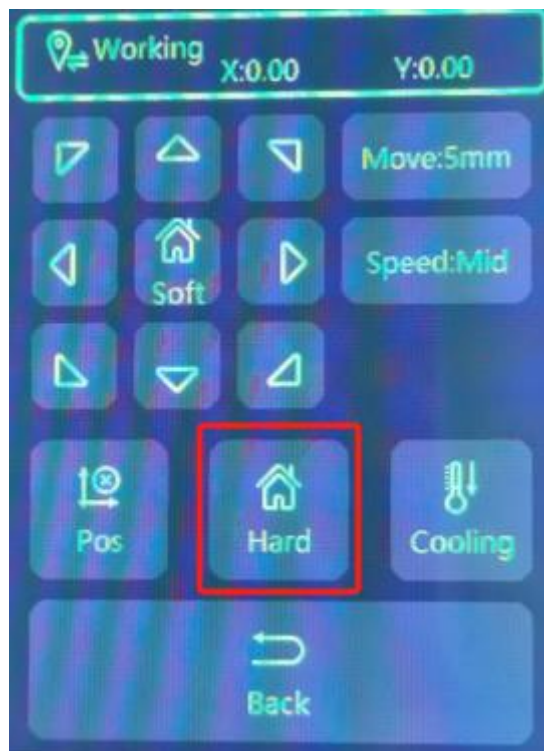 Working X:0.00 Y:0.00
Move:5mm
Soft
Speed:Mid
Pos
Hard
Cooling
Back